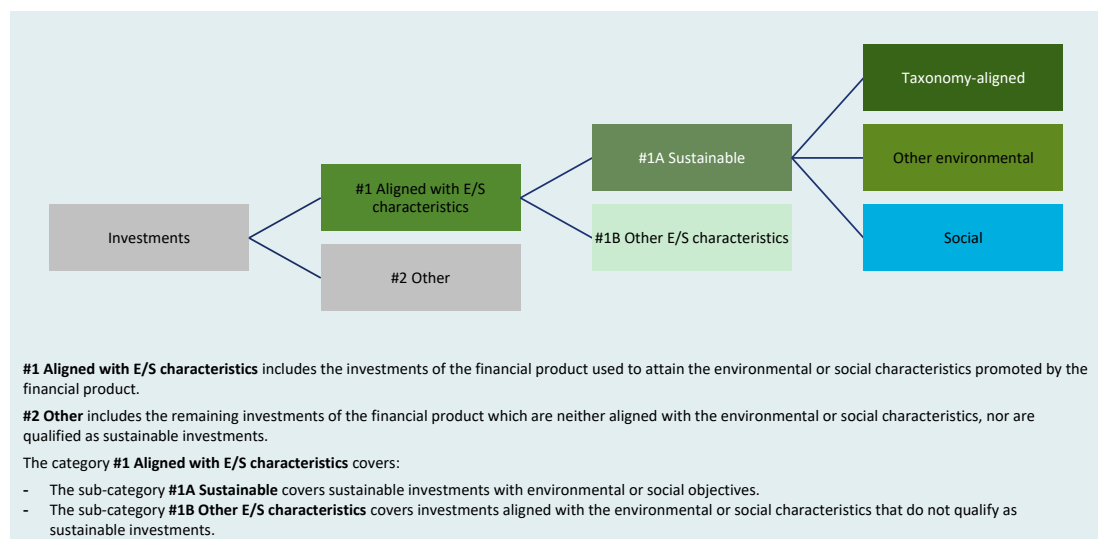 Taxonomy-aligned
#1A Sustainable
Other environmental
#1 Aligned with E/S
characteristics
Investments
#1B Other E/S characteristics
Social
#2 Other
#1 Aligned with E/S characteristics includes the investments of the financial product used to attain the environmental or social characteristics promoted by the
financial product.
#2 Other includes the remaining investments of the financial product which are neither aligned with the environmental or social characteristics, nor are
qualified as sustainable investments.
The category #1 Aligned with E/S characteristics covers:
- The sub-category #1A Sustainable covers sustainable investments with environmental or social objectives.
- The sub-category #1B Other E/S characteristics covers investments aligned with the environmental or social characteristics that do not qualify as
sustainable investments.